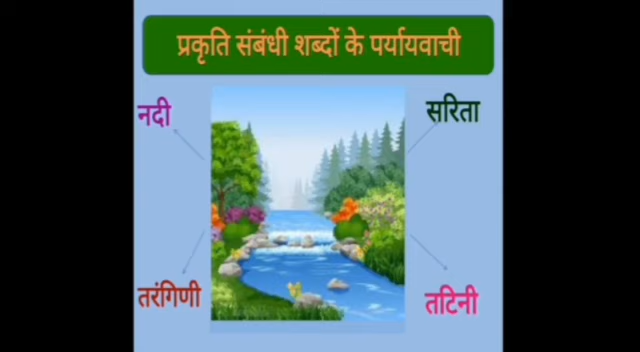 प्रकृति संबंधी शब्दों के पर्यायवाची
नदी
सरिता
तरंगिणी
तटिनी